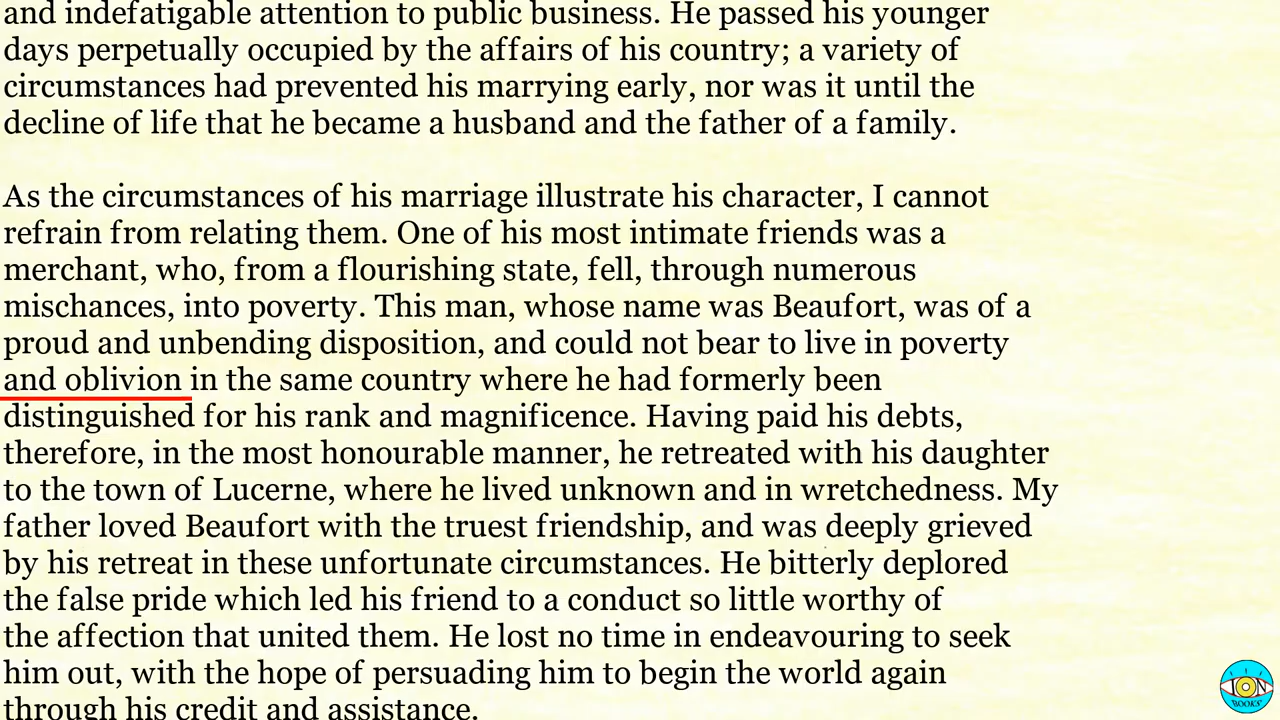 and indefatigable attention to public business. He passed his younger
days perpetually occupied by the affairs of his country; a variety of
circumstances had prevented his marrying early, nor was it until the
decline of life that he became a husband and the father of a family.
As the circumstances of his marriage illustrate his character, I cannot
refrain from relating them. One of his most intimate friends was a
merchant, who, from a flourishing state, fell, through numerous
mischances, into poverty. This man, whose name was Beaufort, was of a
proud and unbending disposition, and could not bear to live in poverty
and oblivion in the same country where he had formerly been
distinguished for his rank and magnificence. Having paid his debts,
therefore, in the most honourable manner, he retreated with his daughter
to the town of Lucerne, where he lived unknown and in wretchedness. My
father loved Beaufort with the truest friendship, and was deeply grieved
by his retreat in these unfortunate circumstances. He bitterly deplored
the false pride which led his friend to a conduct so little worthy of
the affection that united them. He lost no time in endeavouring to seek
him out, with the hope of persuading him to begin the world again
through his credit and assistance.
ION
BOOKS